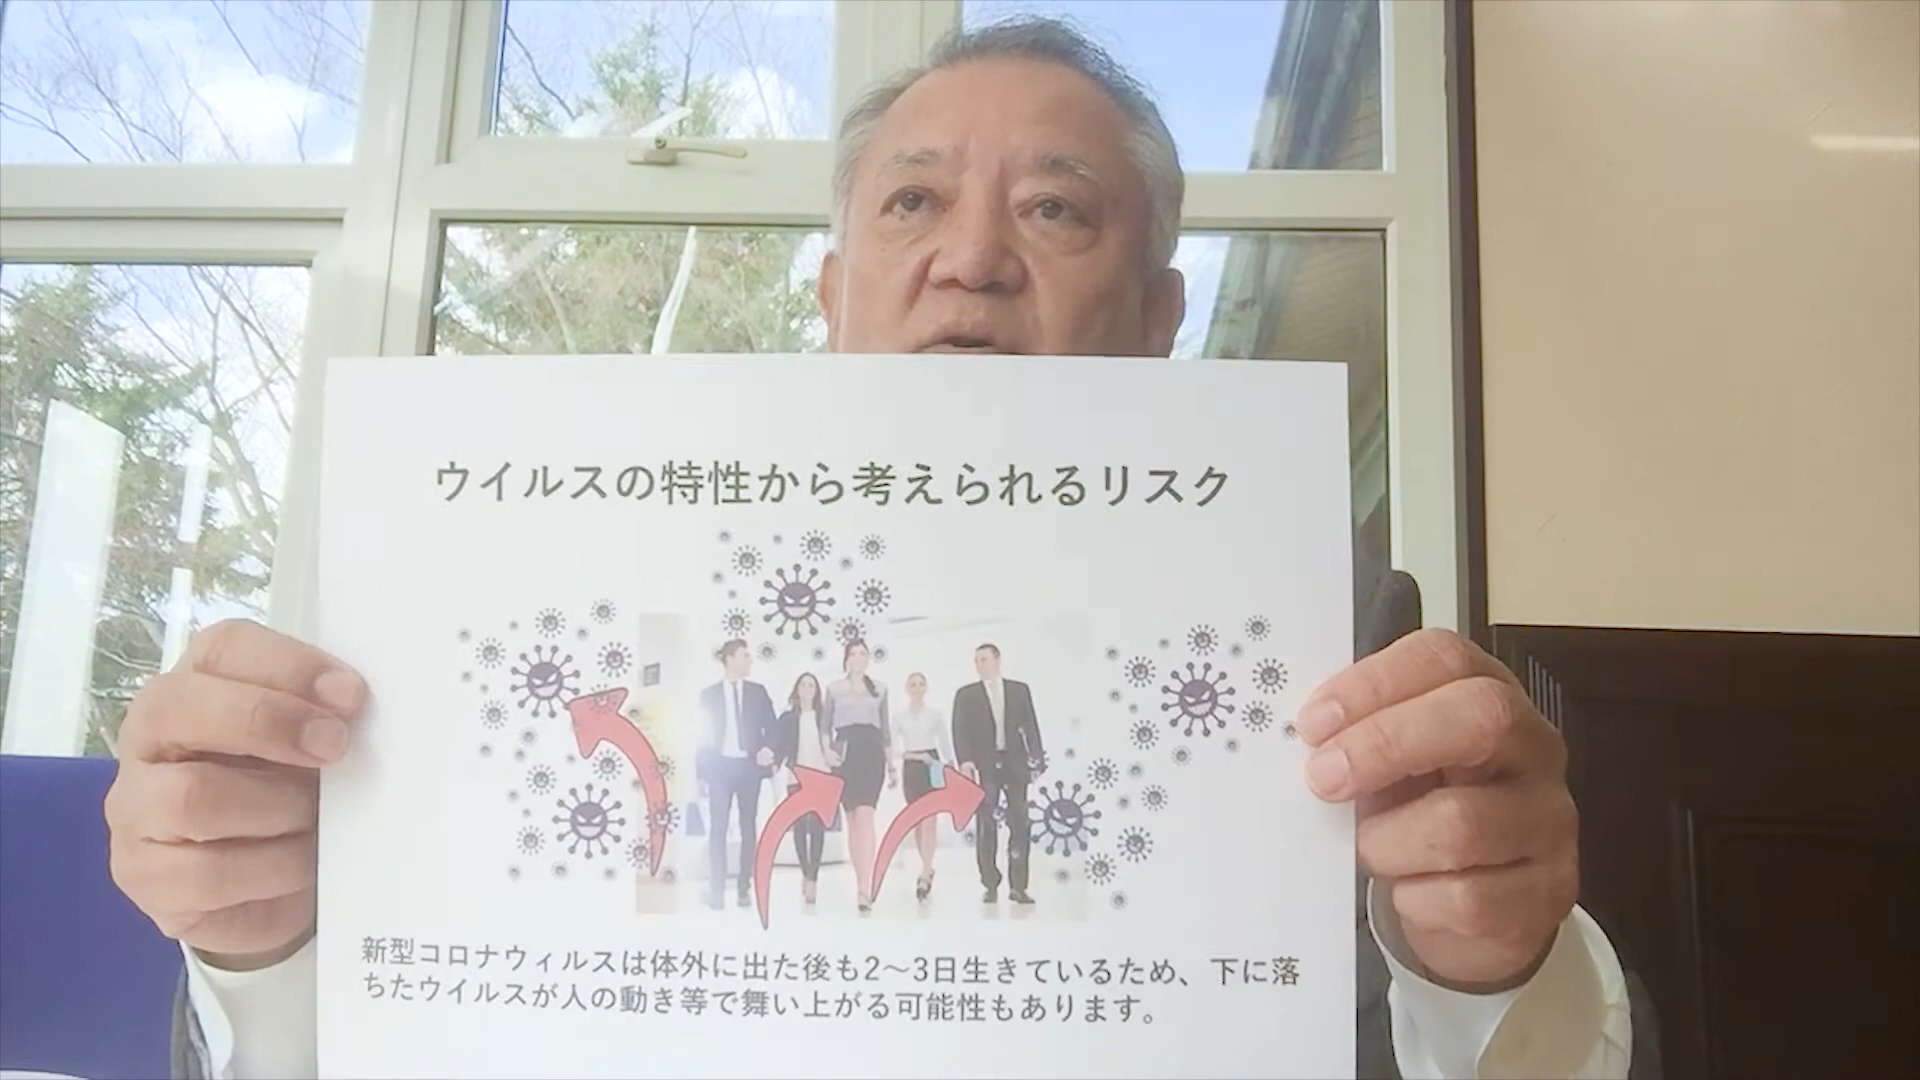 ウイルスの特性から考えられるリスク
新型コロナウィルスは体外に出た後も2～3日生きているため、下に落
ちたウイルスが人の動き等で舞い上がる可能性もあります。